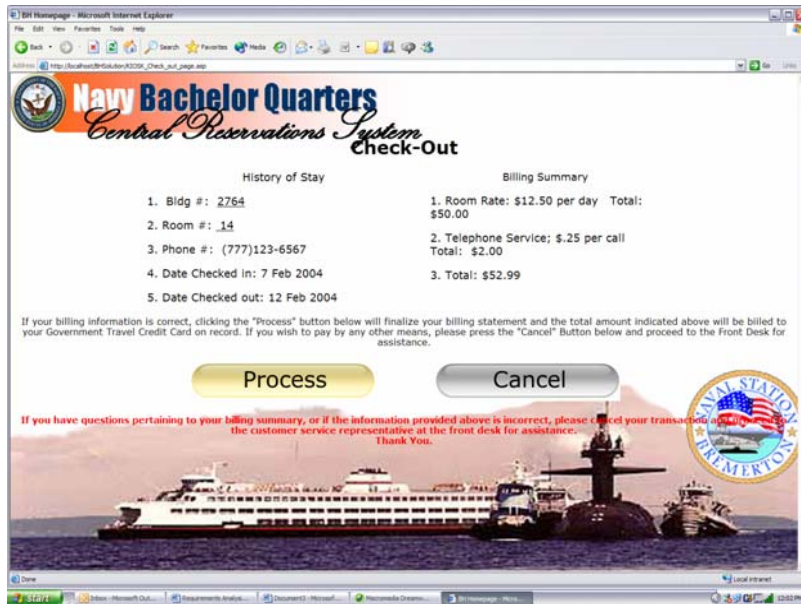 BH Homepage - Microsoft Internet Explorer
File Edit View Favorites Tools Help
Back Search Favorites Media
Address http://localhost/BHSolution/KIOSK_Check_out_page.asp Go Links
Navy Bachelor Quarters
Central Reservations System
Check-Out
History of Stay
1. Bldg #: 2764
2. Room #: 14
3. Phone #: (777)123-6567
4. Date Checked in: 7 Feb 2004
5. Date Checked out: 12 Feb 2004
Billing Summary
1. Room Rate: $12.50 per day Total:
$50.00
2. Telephone Service; $.25 per call
Total: $2.00
3. Total: $52.99
If your billing information is correct, clicking the "Process" button below will finalize your billing statement and the total amount indicated above will be billed to
your Government Travel Credit Card on record. If you wish to pay by any other means, please press the "Cancel" Button below and proceed to the Front Desk for
assistance.
Process Cancel
If you have questions pertaining to your billing summary, or if the information provided above is incorrect, please cancel your transaction and
the customer service representative at the front desk for assistance.
Thank You.
NAVAL STATION
BREMERTON
Done Local intranet
start Inbox - Microsoft Out... Requirements Analys... Document3 - Microsof... Macromedia Dreamw... BH Homepage - Micro... 12:02 PM